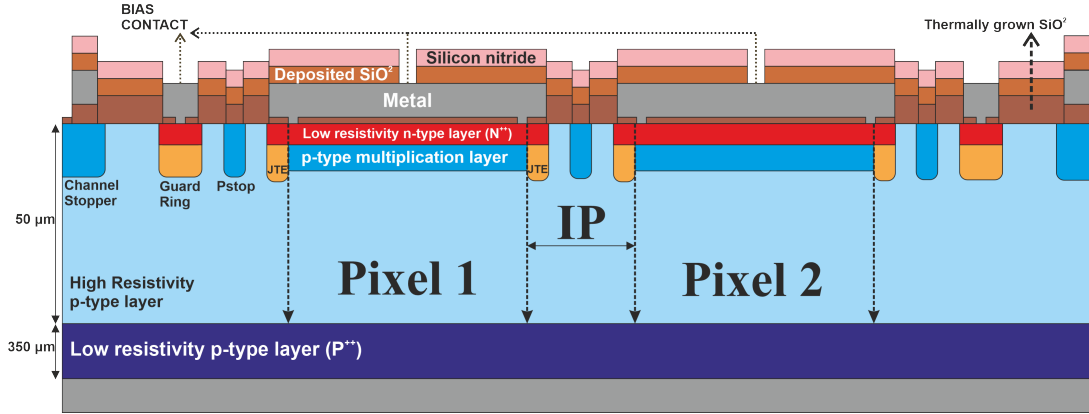 BIAS
CONTACT
Thermally grown SiO²
Silicon nitride
Deposited SiO²
Metal
Low resistivity n-type layer (N⁺⁺)
p-type multiplication layer
JTE
JTE
Channel
Stopper
Guard
Ring
Pstop
50 µm
IP
Pixel 1
Pixel 2
High Resistivity
p-type layer
350 µm
Low resistivity p-type layer (P⁺⁺)